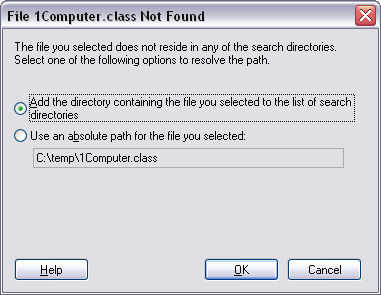 File 1Computer.class Not Found
The file you selected does not reside in any of the search directories.
Select one of the following options to resolve the path.
Add the directory containing the file you selected to the list of search
directories
Use an absolute path for the file you selected:
C:\temp\1Computer.class
Help
OK
Cancel